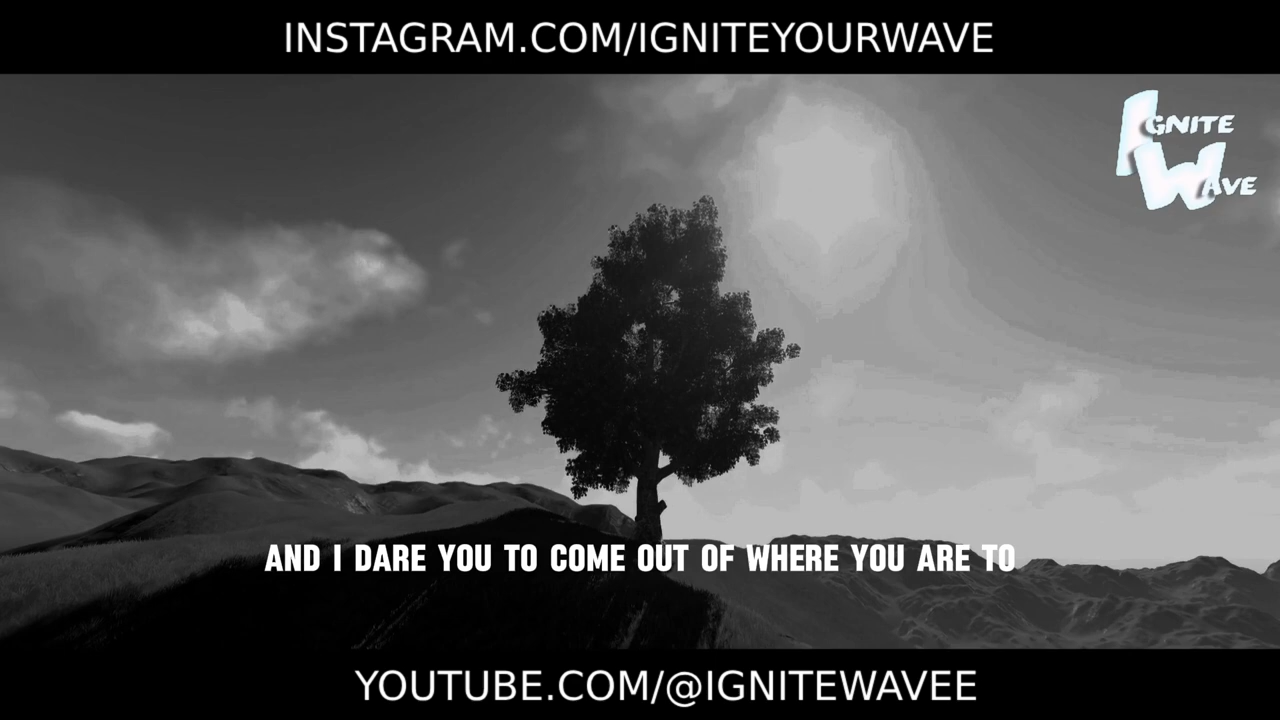 INSTAGRAM.COM/IGNITEYOURWAVE
IGNITE
WAVE
AND I DARE YOU TO COME OUT OF WHERE YOU ARE TO
YOUTUBE.COM/@IGNITEWAVEE